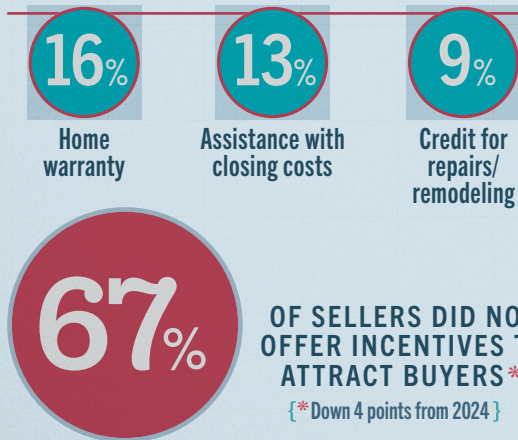 16%
13%
9%
Home
warranty
Assistance with
closing costs
Credit for
repairs/
remodeling
67%
OF SELLERS DID NO
OFFER INCENTIVES T
ATTRACT BUYERS*
{*Down 4 points from 2024}